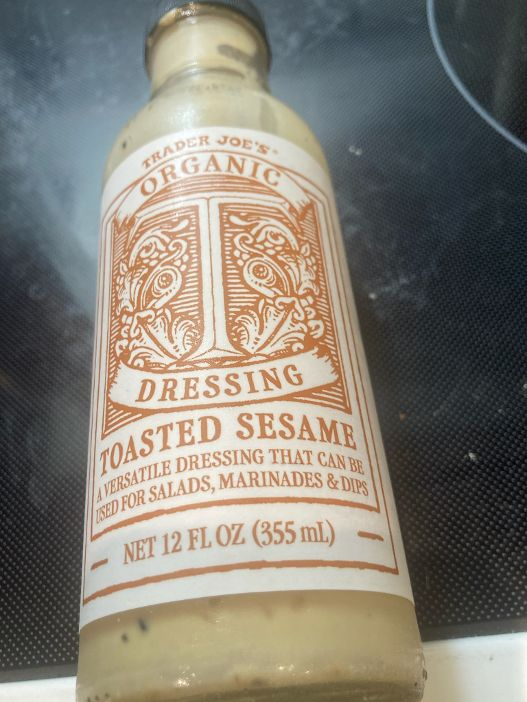 TRADER JOE'S®
ORGANIC
T
DRESSING
TOASTED SESAME
A VERSATILE DRESSING THAT CAN BE
USED FOR SALADS, MARINADES & DIPS
NET 12 FL OZ (355 mL)